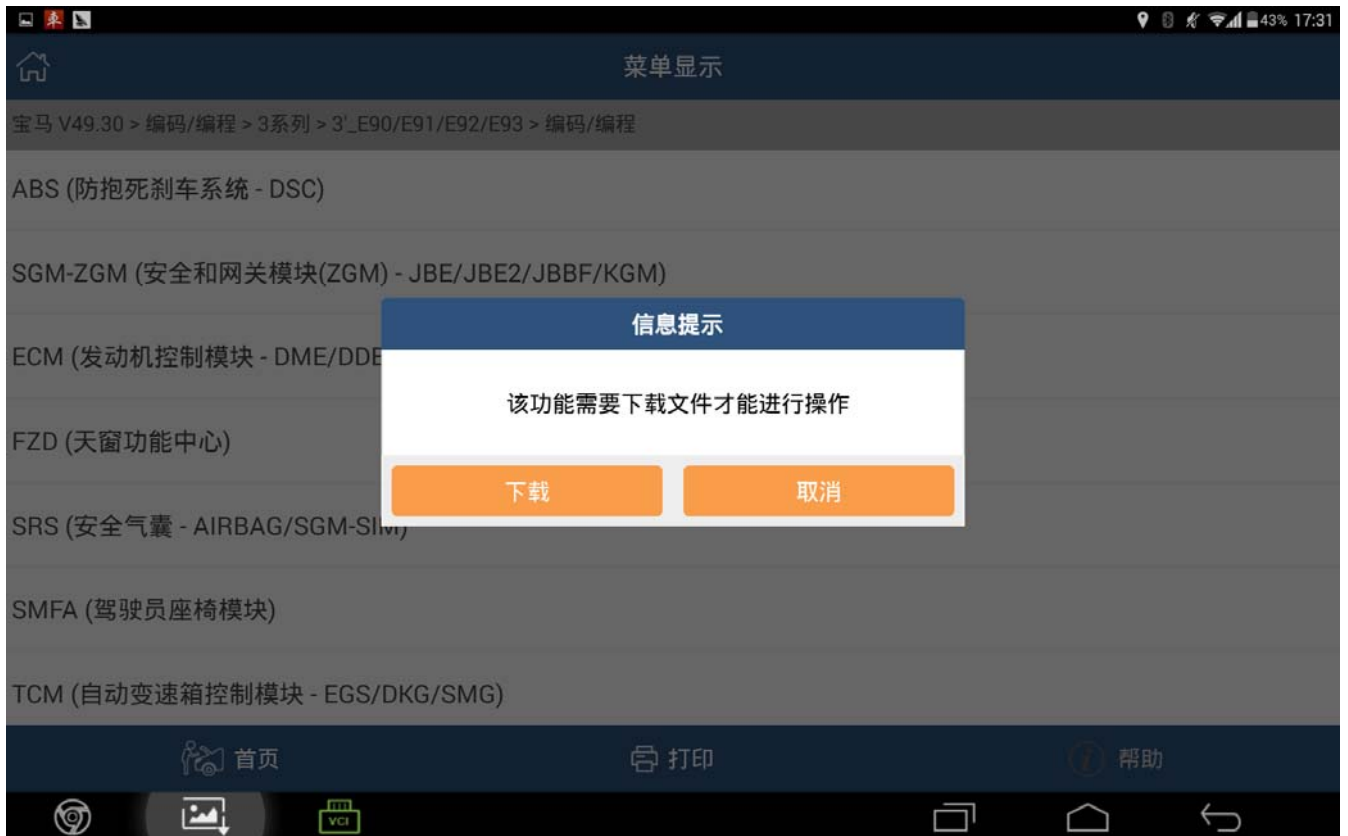 43% 17:31
菜单显示
宝马 V49.30 > 编码/编程 > 3系列 > 3'_E90/E91/E92/E93 > 编码/编程
ABS (防抱死刹车系统 - DSC)
SGM-ZGM (安全和网关模块(ZGM) - JBE/JBE2/JBBF/KGM)
信息提示
ECM (发动机控制模块 - DME/DDE
该功能需要下载文件才能进行操作
FZD (天窗功能中心)
下载 取消
SRS (安全气囊 - AIRBAG/SGM-SIM)
SMFA (驾驶员座椅模块)
TCM (自动变速箱控制模块 - EGS/DKG/SMG)
首页 打印 帮助
VCI